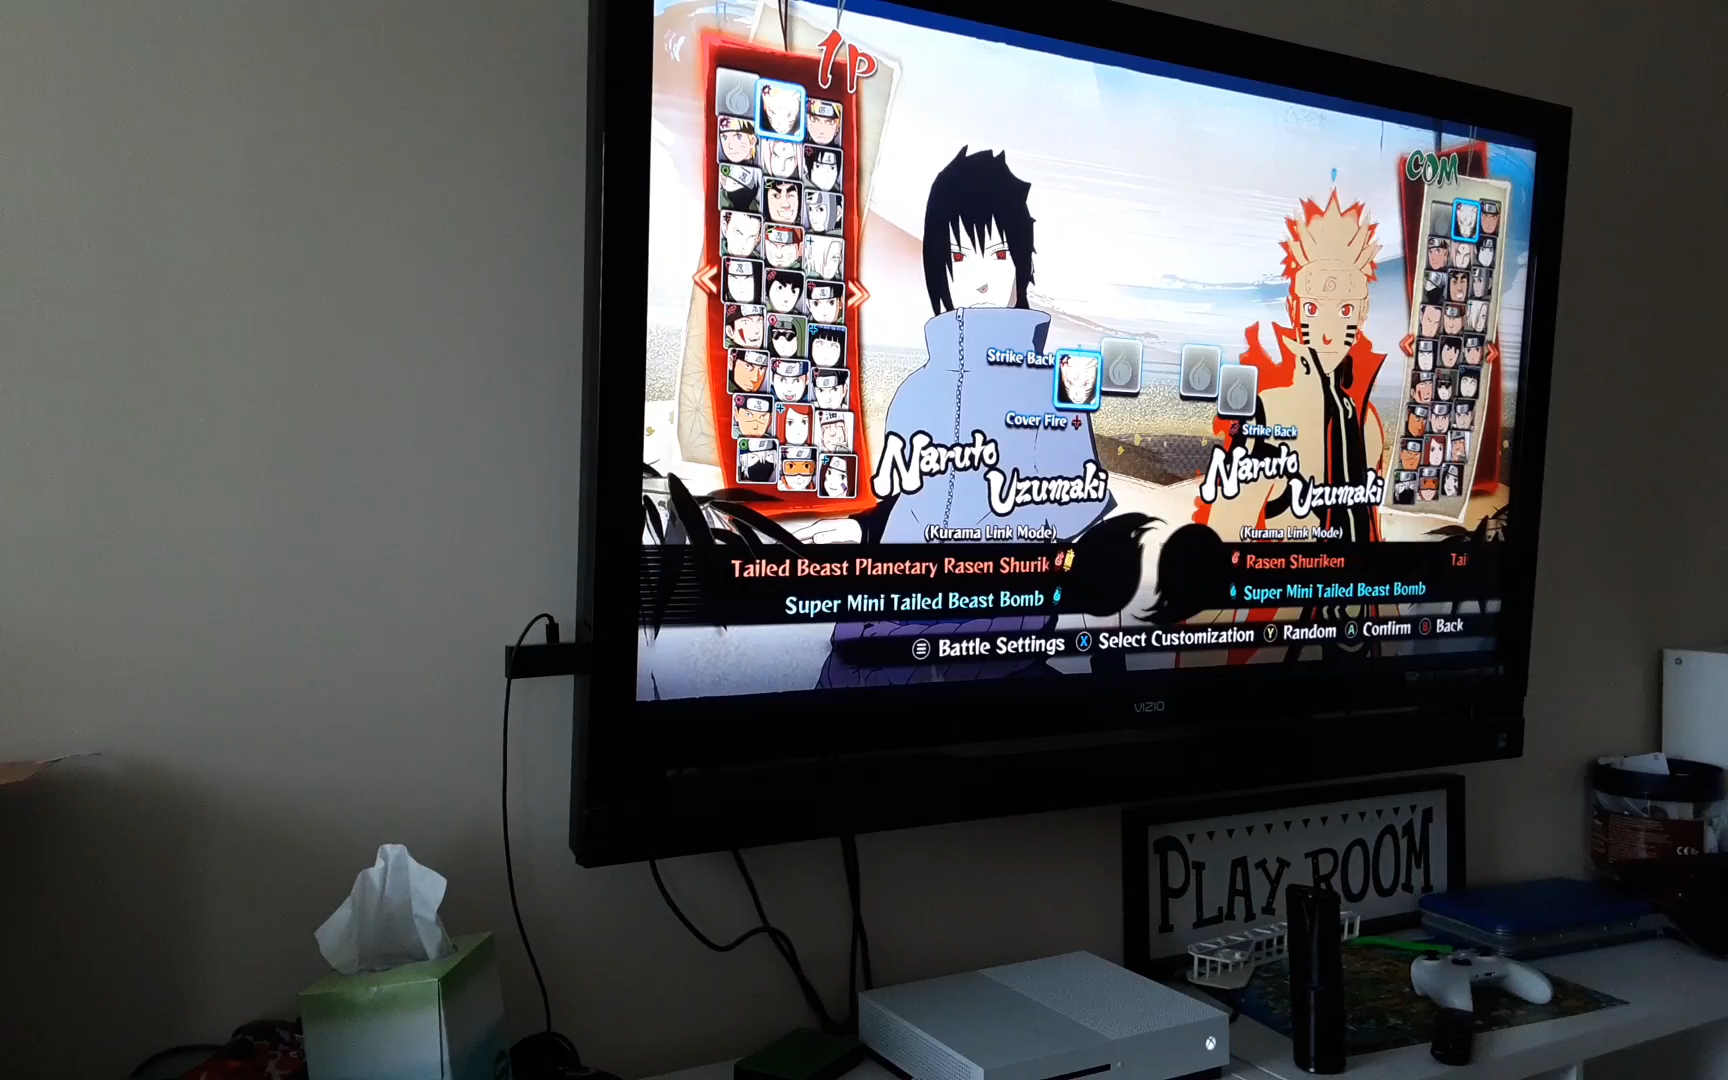 1P
COM
Strike Back
Cover Fire
Naruto
Uzumaki
(Kurama Link Mode)
Tailed Beast Planetary Rasen Shurik
Super Mini Tailed Beast Bomb
Strike Back
Naruto
Uzumaki
(Kurama Link Mode)
Rasen Shuriken Tai
Super Mini Tailed Beast Bomb
Battle Settings X Select Customization Y Random A Confirm B Back
VIZIO
PLAY ROOM
CE